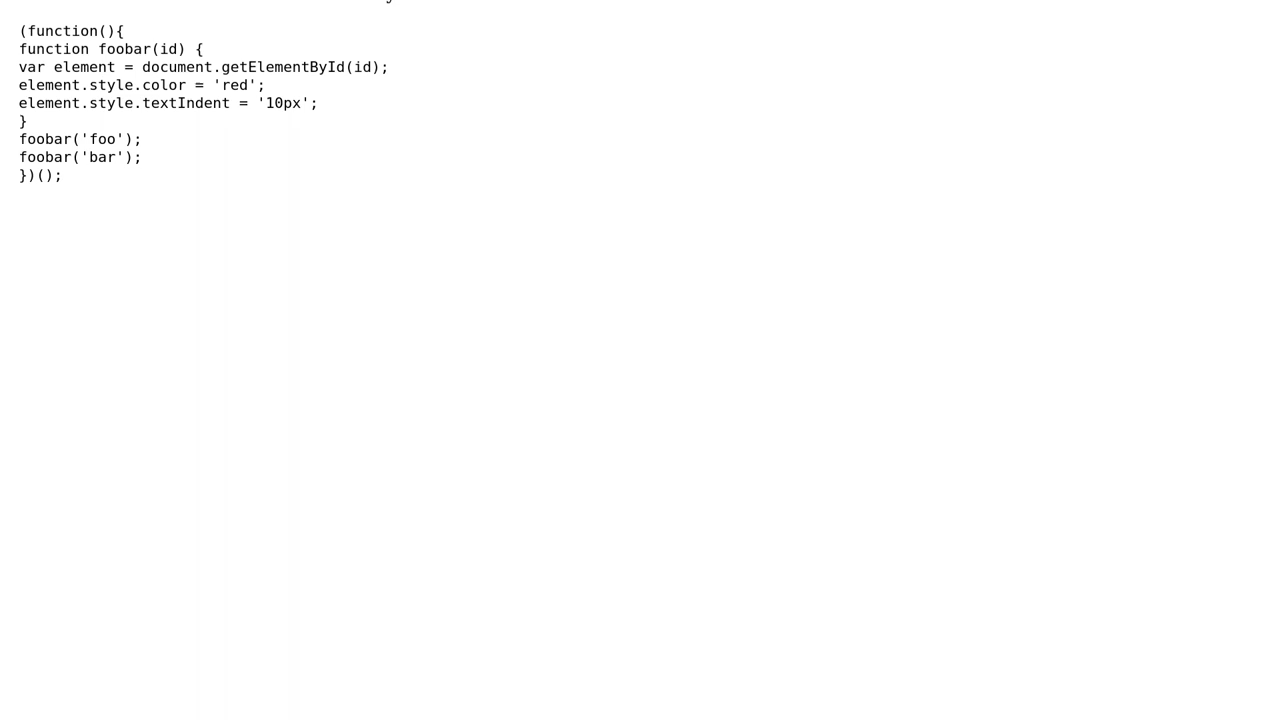 (function(){
function foobar(id) {
var element = document.getElementById(id);
element.style.color = 'red';
element.style.textIndent = '10px';
}
foobar('foo');
foobar('bar');
})();